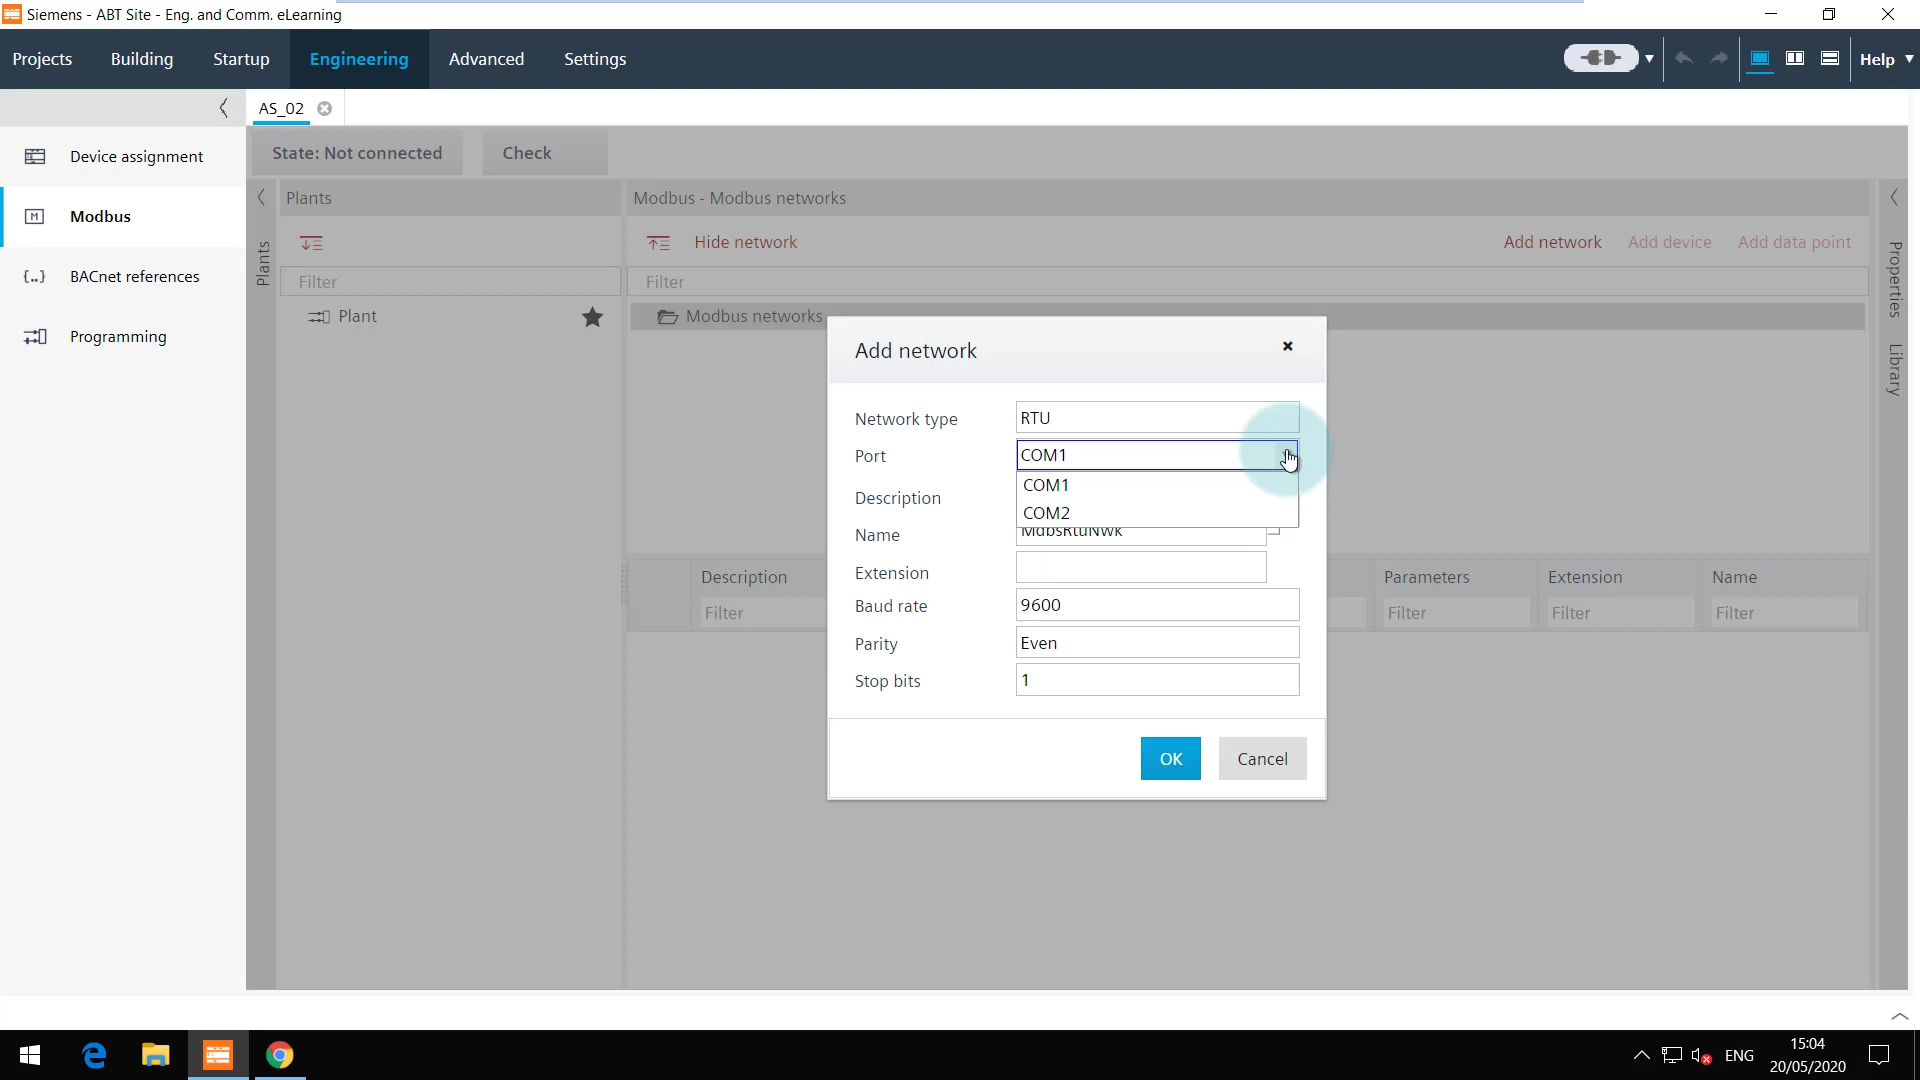 Siemens - ABT Site - Eng. and Comm. eLearning
Projects Building Startup Engineering Advanced Settings Help
AS_02
Device assignment
State: Not connected Check
Plants Modbus - Modbus networks
Modbus
Hide network Add network Add device Add data point
Plants
Properties
BACnet references
Filter Filter
Plant Modbus networks
Programming
Library
Add network
Network type RTU
Port COM1
COM1
Description
COM2
Name MdbsRtuNwk
Extension
Description Parameters Extension Name
Baud rate 9600
Filter Filter Filter Filter
Parity Even
Stop bits 1
OK Cancel
ENG
15:04
20/05/2020